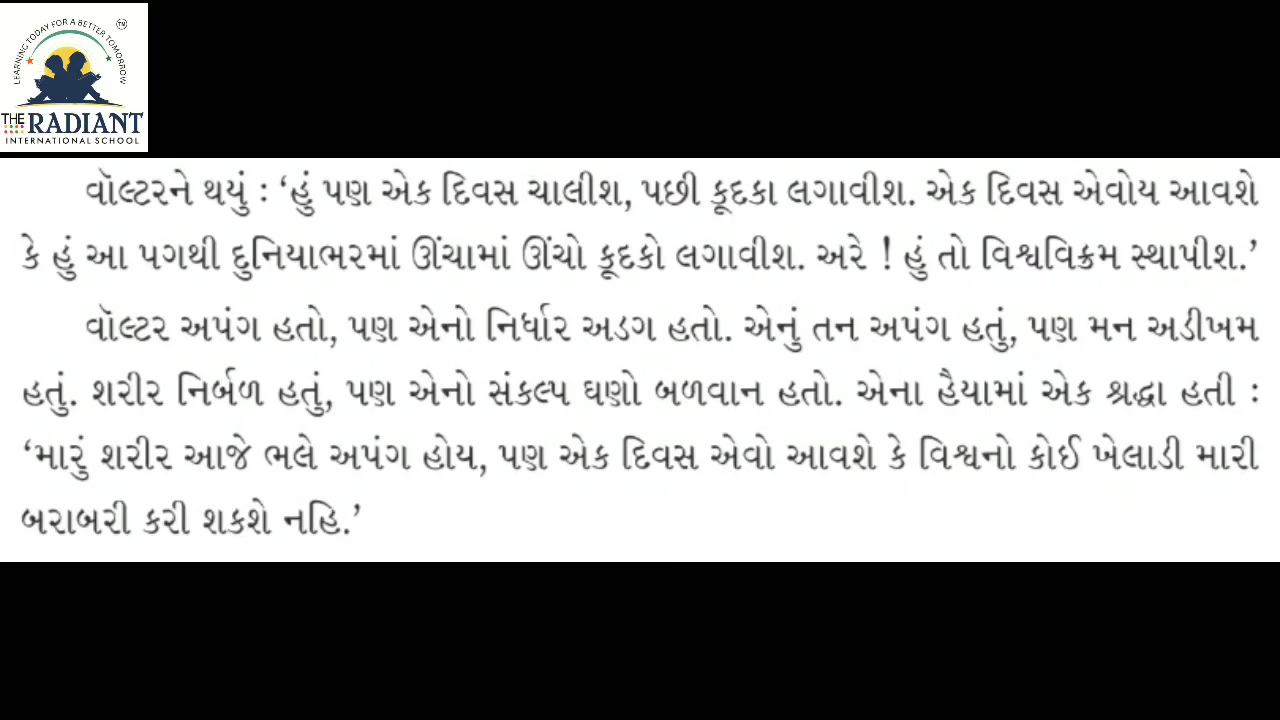 LEARNING TODAY FOR A BETTER TOMORROW
TM
THE RADIANT
INTERNATIONAL SCHOOL
વૉલ્ટરને થયું : ‘હું પણ એક દિવસ ચાલીશ, પછી કૂદકા લગાવીશ. એક દિવસ એવોય આવશે
કે હું આ પગથી દુનિયાભરમાં ઊંચામાં ઊંચો કૂદકો લગાવીશ. અરે ! હું તો વિશ્વવિક્રમ સ્થાપીશ.’
વૉલ્ટર અપંગ હતો, પણ એનો નિર્ધાર અડગ હતો. એનું તન અપંગ હતું, પણ મન અડીખમ
હતું. શરીર નિર્બળ હતું, પણ એનો સંકલ્પ ઘણો બળવાન હતો. એના હૈયામાં એક શ્રદ્ધા હતી :
‘મારું શરીર આજે ભલે અપંગ હોય, પણ એક દિવસ એવો આવશે કે વિશ્વનો કોઈ ખેલાડી મારી
બરાબરી કરી શકશે નહિ.’